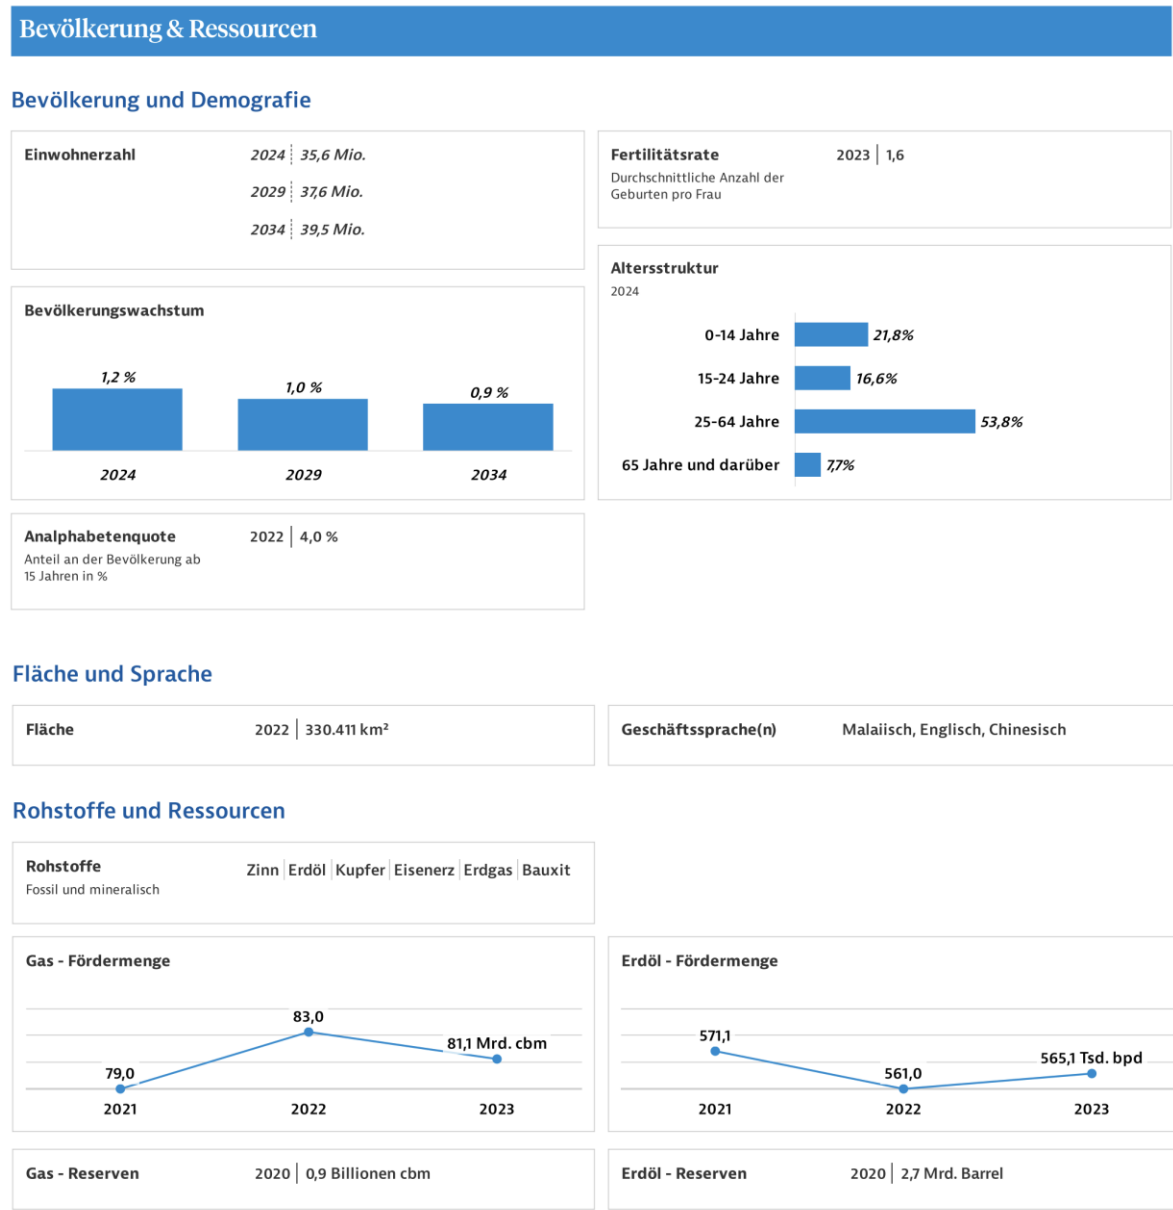 Bevölkerung & Ressourcen
Bevölkerung und Demografie
Einwohnerzahl
2024 35,6 Mio.
2029 37,6 Mio.
2034 39,5 Mio.
Fertilitätsrate 2023 1,6
Durchschnittliche Anzahl der
Geburten pro Frau
Bevölkerungswachstum
1,2 %
1,0 %
0,9 %
2024
2029
2034
Altersstruktur
2024
0-14 Jahre 21,8%
15-24 Jahre 16,6%
25-64 Jahre 53,8%
65 Jahre und darüber 7,7%
Analphabetenquote 2022 4,0 %
Anteil an der Bevölkerung ab
15 Jahren in %
Fläche und Sprache
Fläche 2022 330.411 km²
Geschäftssprache(n) Malaiisch, Englisch, Chinesisch
Rohstoffe und Ressourcen
Rohstoffe
Fossil und mineralisch
Zinn Erdöl Kupfer Eisenerz Erdgas Bauxit
Gas - Fördermenge
79,0
83,0
81,1 Mrd. cbm
2021
2022
2023
Erdöl - Fördermenge
571,1
561,0
565,1 Tsd. bpd
2021
2022
2023
Gas - Reserven 2020 0,9 Billionen cbm
Erdöl - Reserven 2020 2,7 Mrd. Barrel